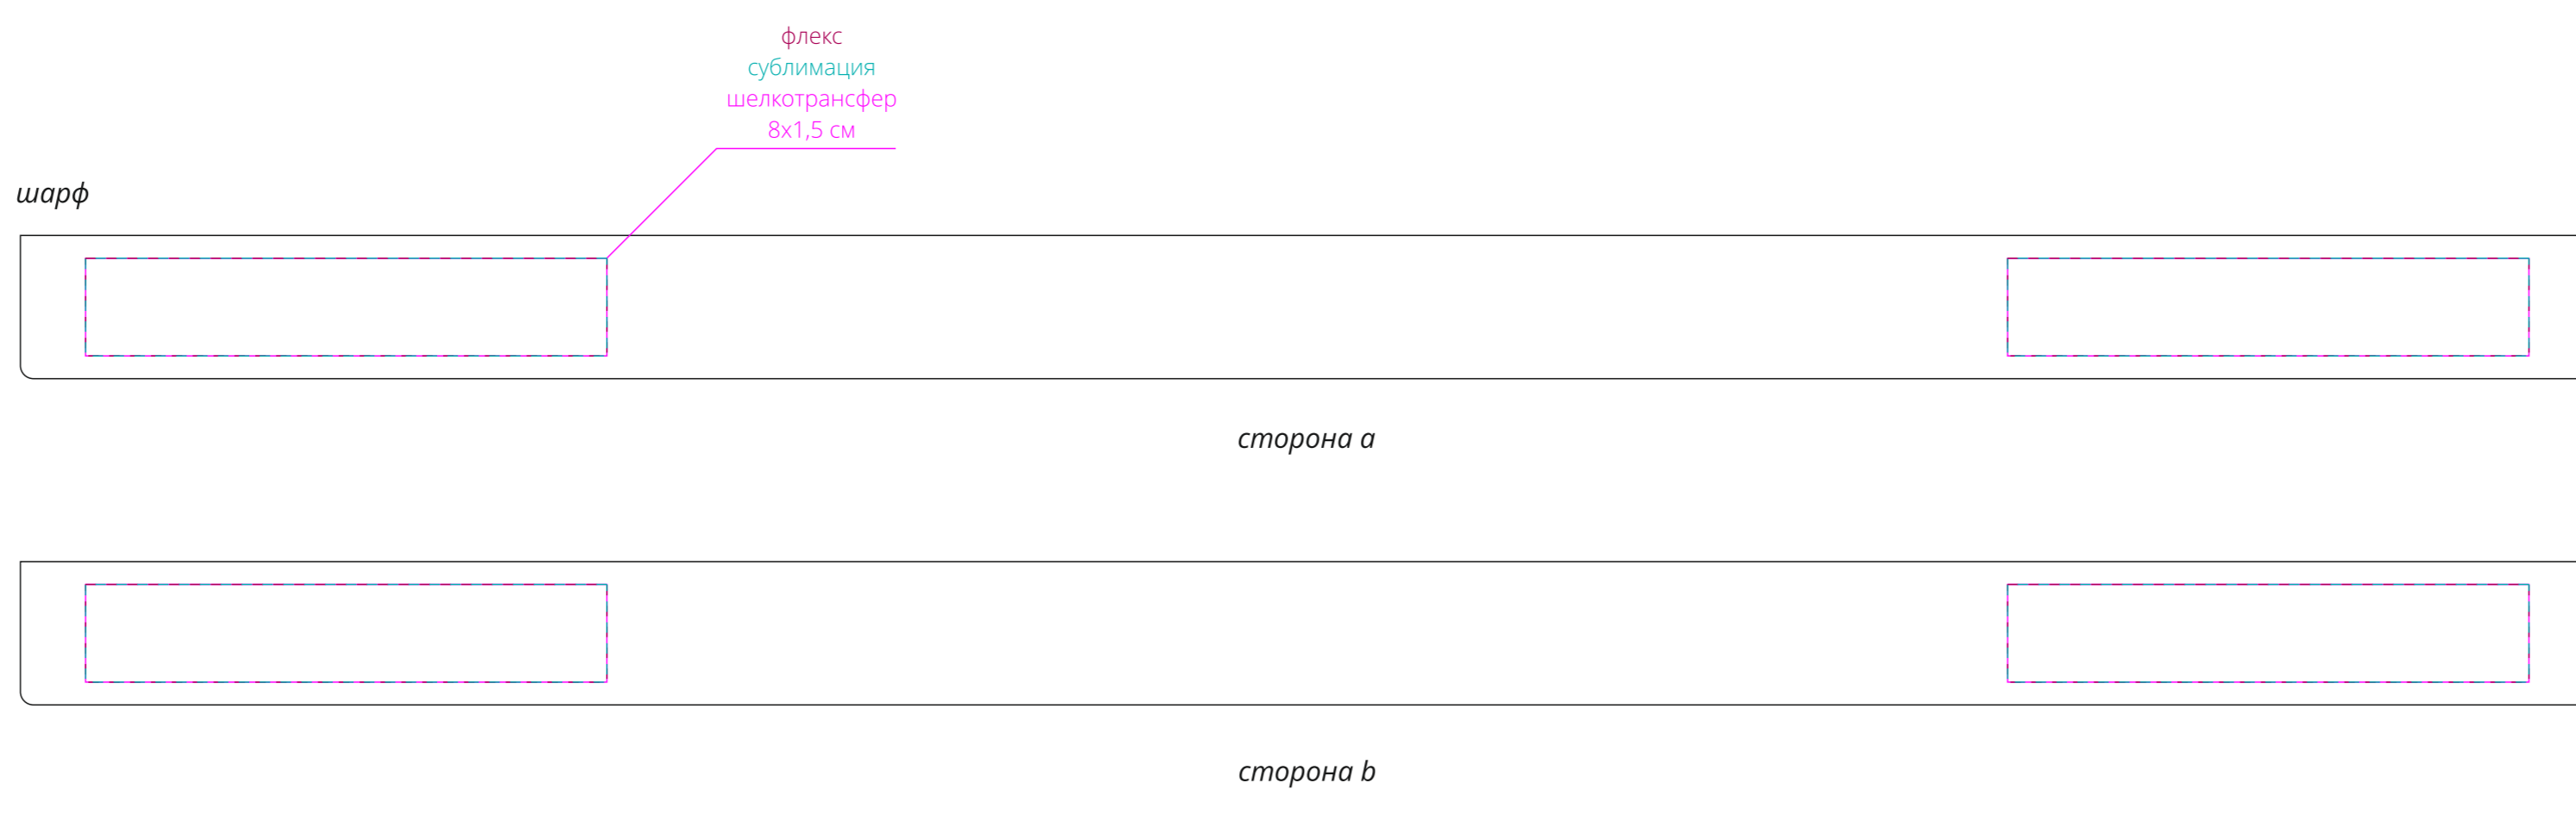 флекс
сублимация
шелкотрансфер
8х1,5 см
шарф
сторона a
сторона b